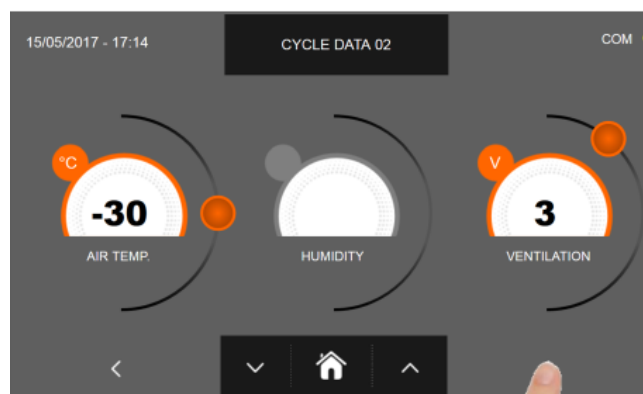 15/05/2017 - 17:14
CYCLE DATA 02
COM
°C
-30
AIR TEMP.
HUMIDITY
V
3
VENTILATION